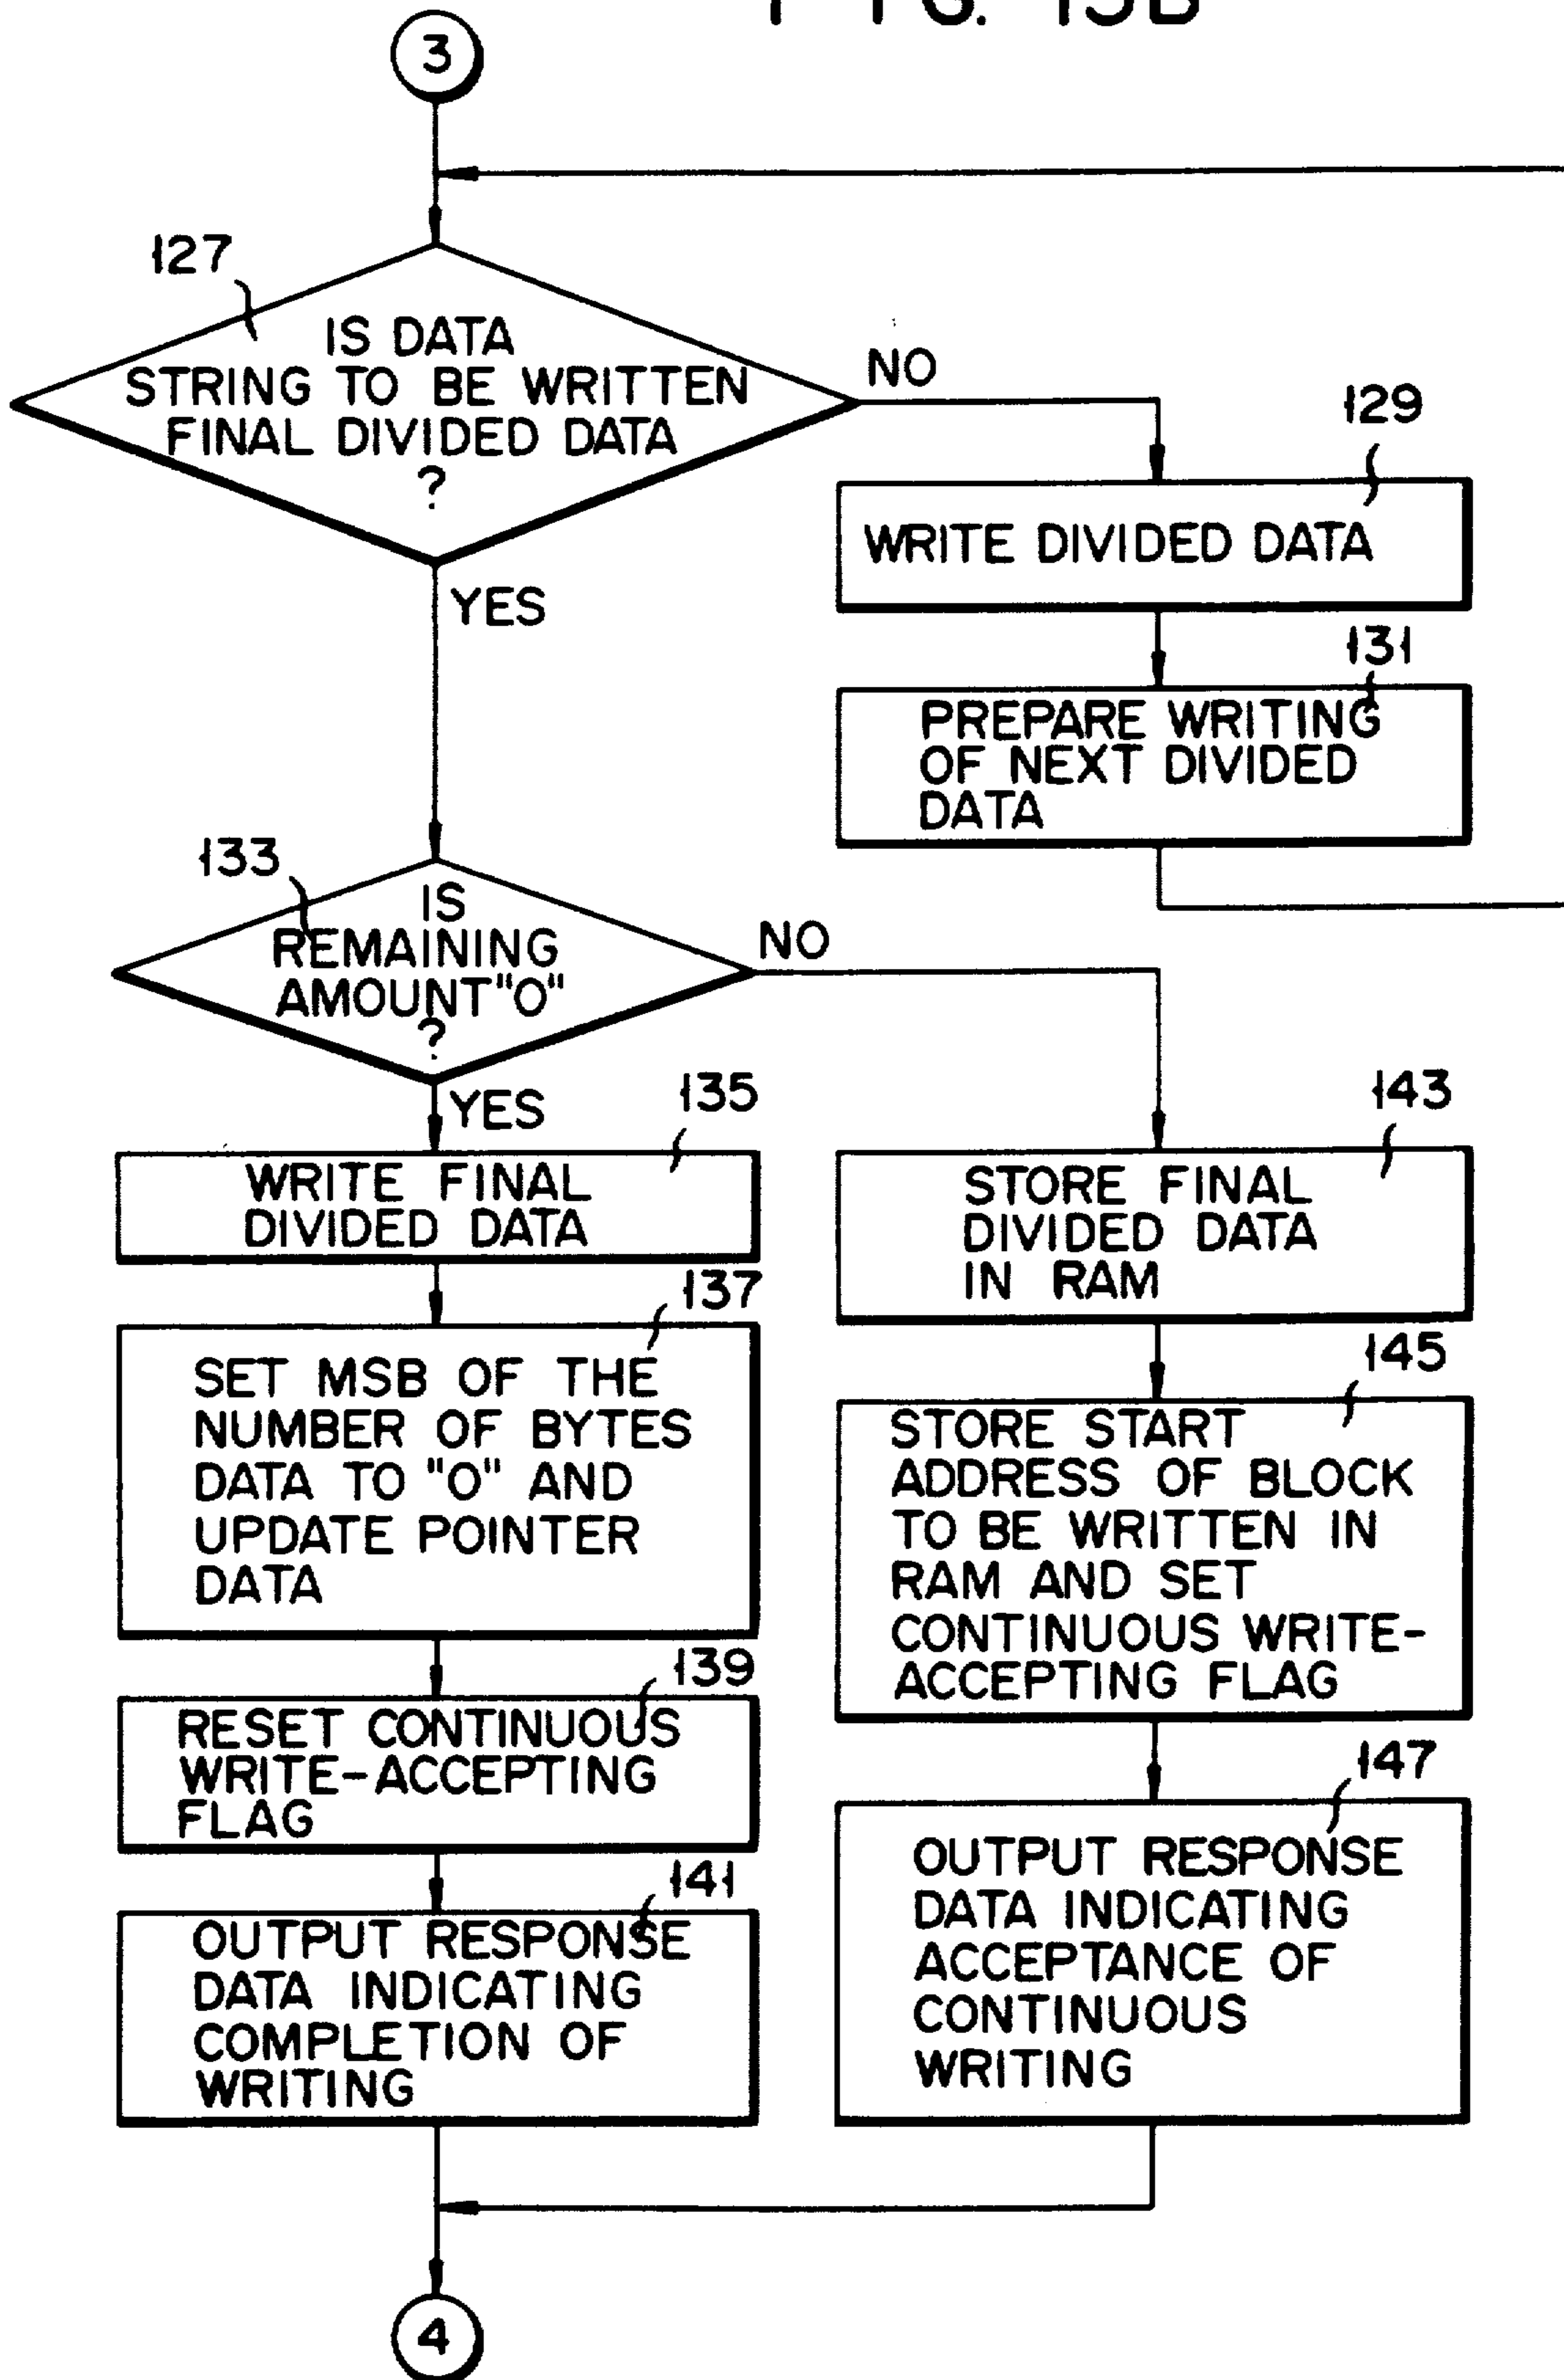 FIG. 15B
3
127
IS DATA
STRING TO BE WRITTEN
FINAL DIVIDED DATA
?
NO
YES
129
WRITE DIVIDED DATA
131
PREPARE WRITING
OF NEXT DIVIDED
DATA
133
IS
REMAINING
AMOUNT "0"
?
NO
YES
135
WRITE FINAL
DIVIDED DATA
137
SET MSB OF THE
NUMBER OF BYTES
DATA TO "0" AND
UPDATE POINTER
DATA
139
RESET CONTINUOUS
WRITE-ACCEPTING
FLAG
141
OUTPUT RESPONSE
DATA INDICATING
COMPLETION OF
WRITING
143
STORE FINAL
DIVIDED DATA
IN RAM
145
STORE START
ADDRESS OF BLOCK
TO BE WRITTEN IN
RAM AND SET
CONTINUOUS WRITE-
ACCEPTING FLAG
147
OUTPUT RESPONSE
DATA INDICATING
ACCEPTANCE OF
CONTINUOUS
WRITING
4